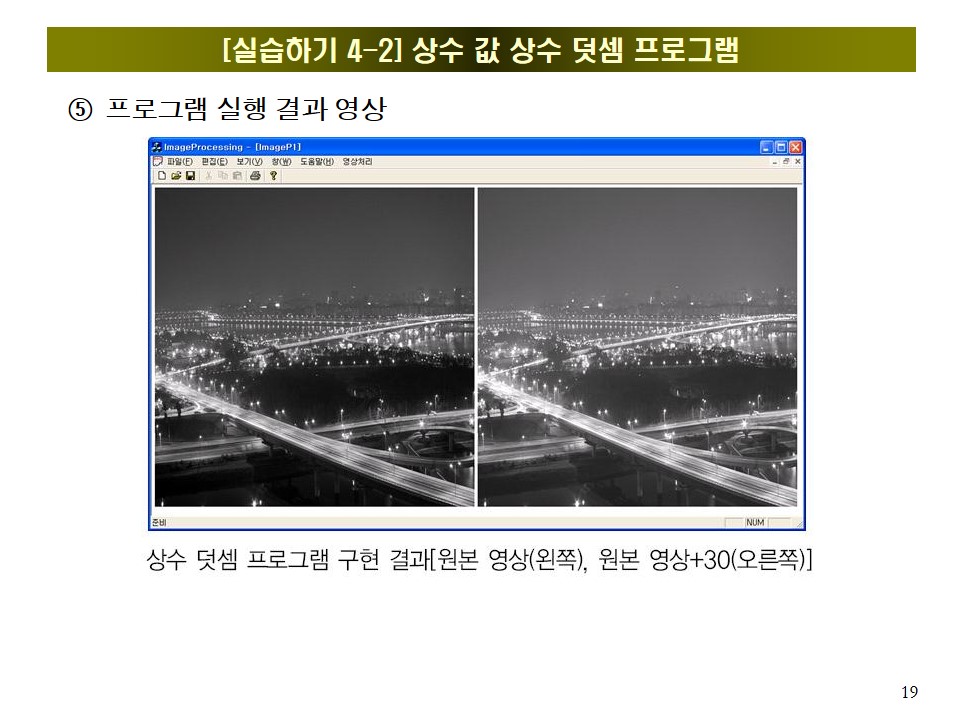 [실습하기 4-2] 상수 값 상수 덧셈 프로그램
⑤ 프로그램 실행 결과 영상
ImageProcessing - [ImageP1]
파일(F) 편집(E) 보기(V) 창(W) 도움말(H) 영상처리
준비
NUM
상수 덧셈 프로그램 구현 결과[원본 영상(왼쪽), 원본 영상+30(오른쪽)]
19